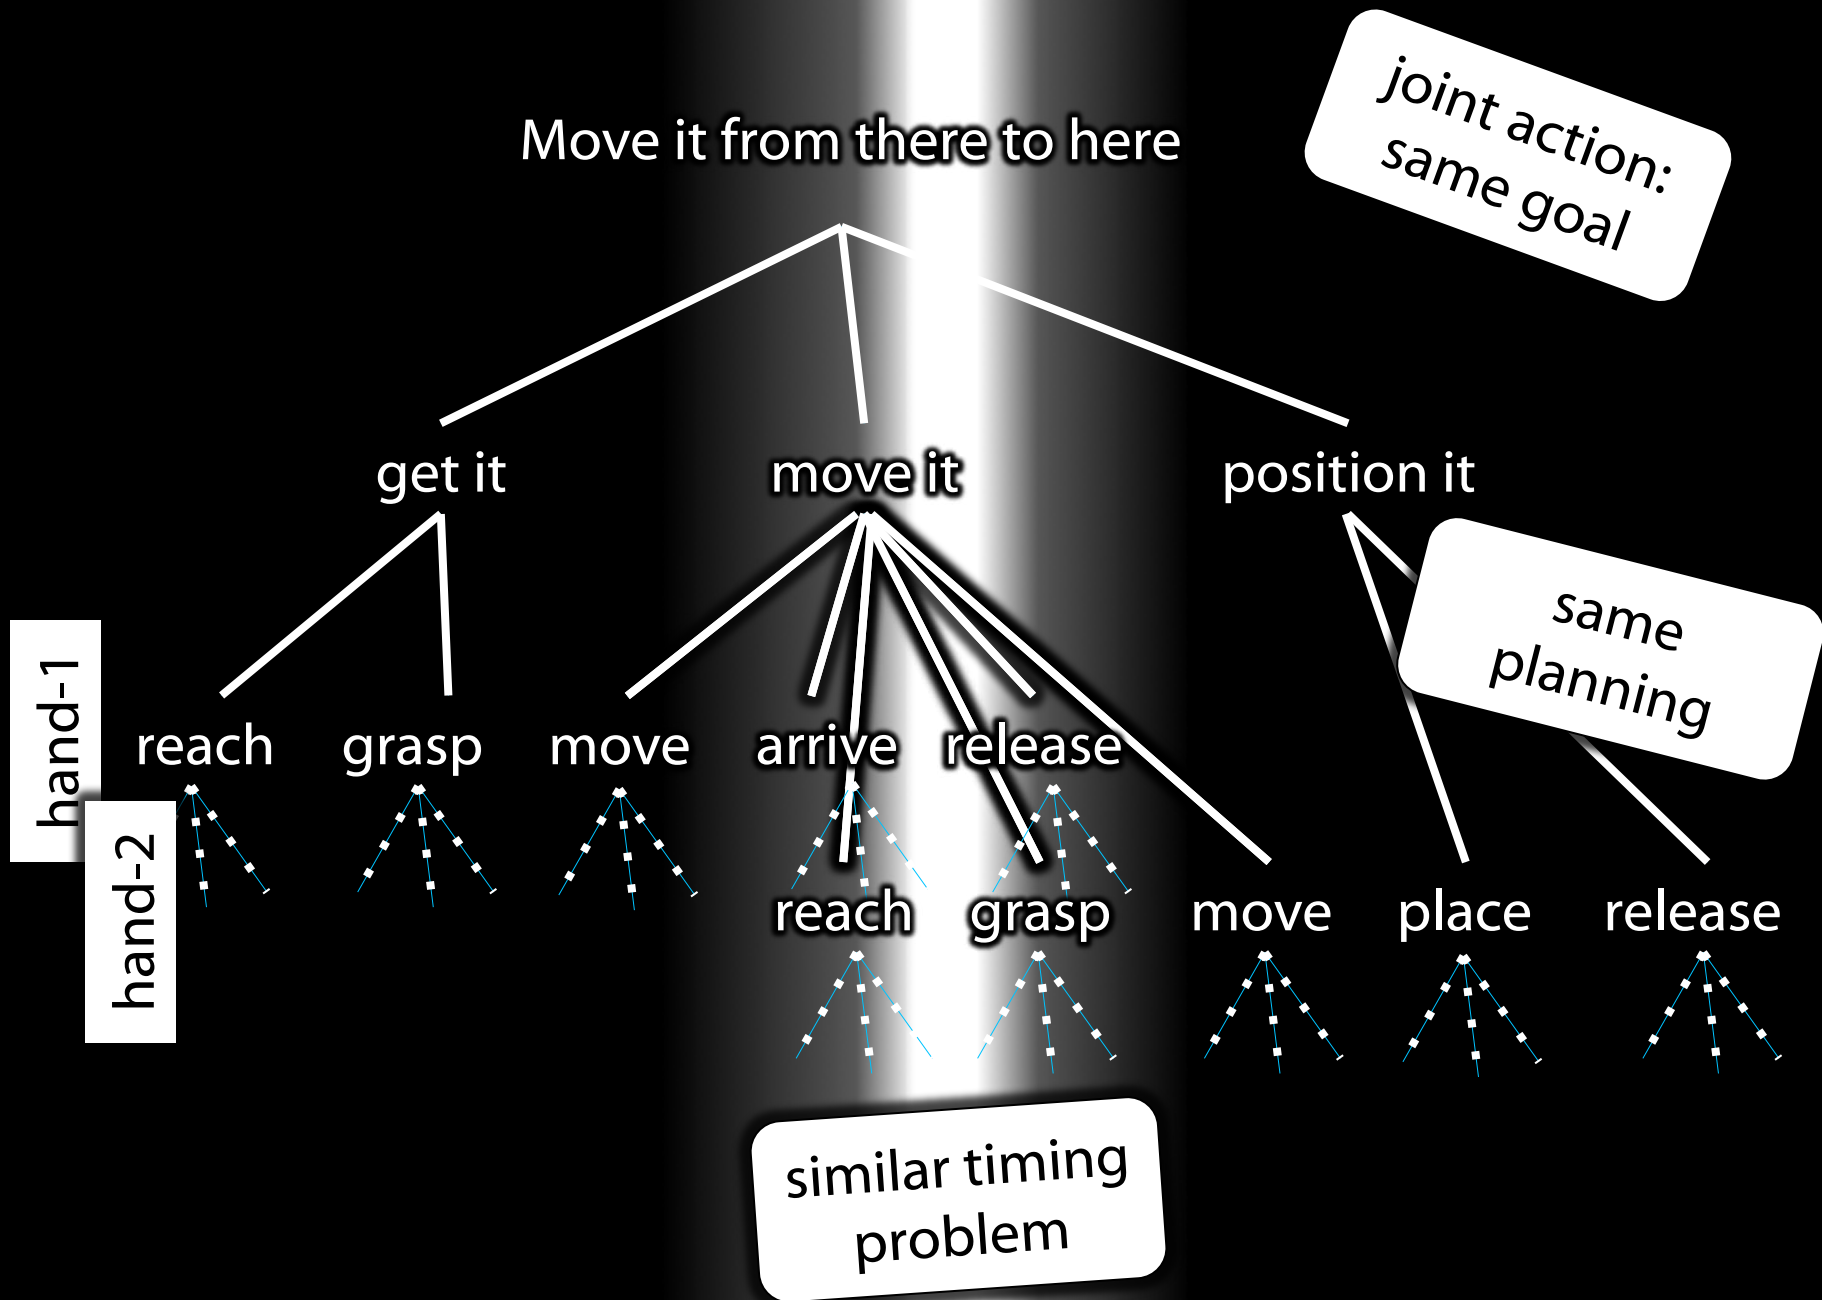 joint action:
same goal
Move it from there to here
get it
move it
position it
same
planning
hand-1
reach
grasp
move
arrive
release
hand-2
reach
grasp
move
place
release
similar timing
problem